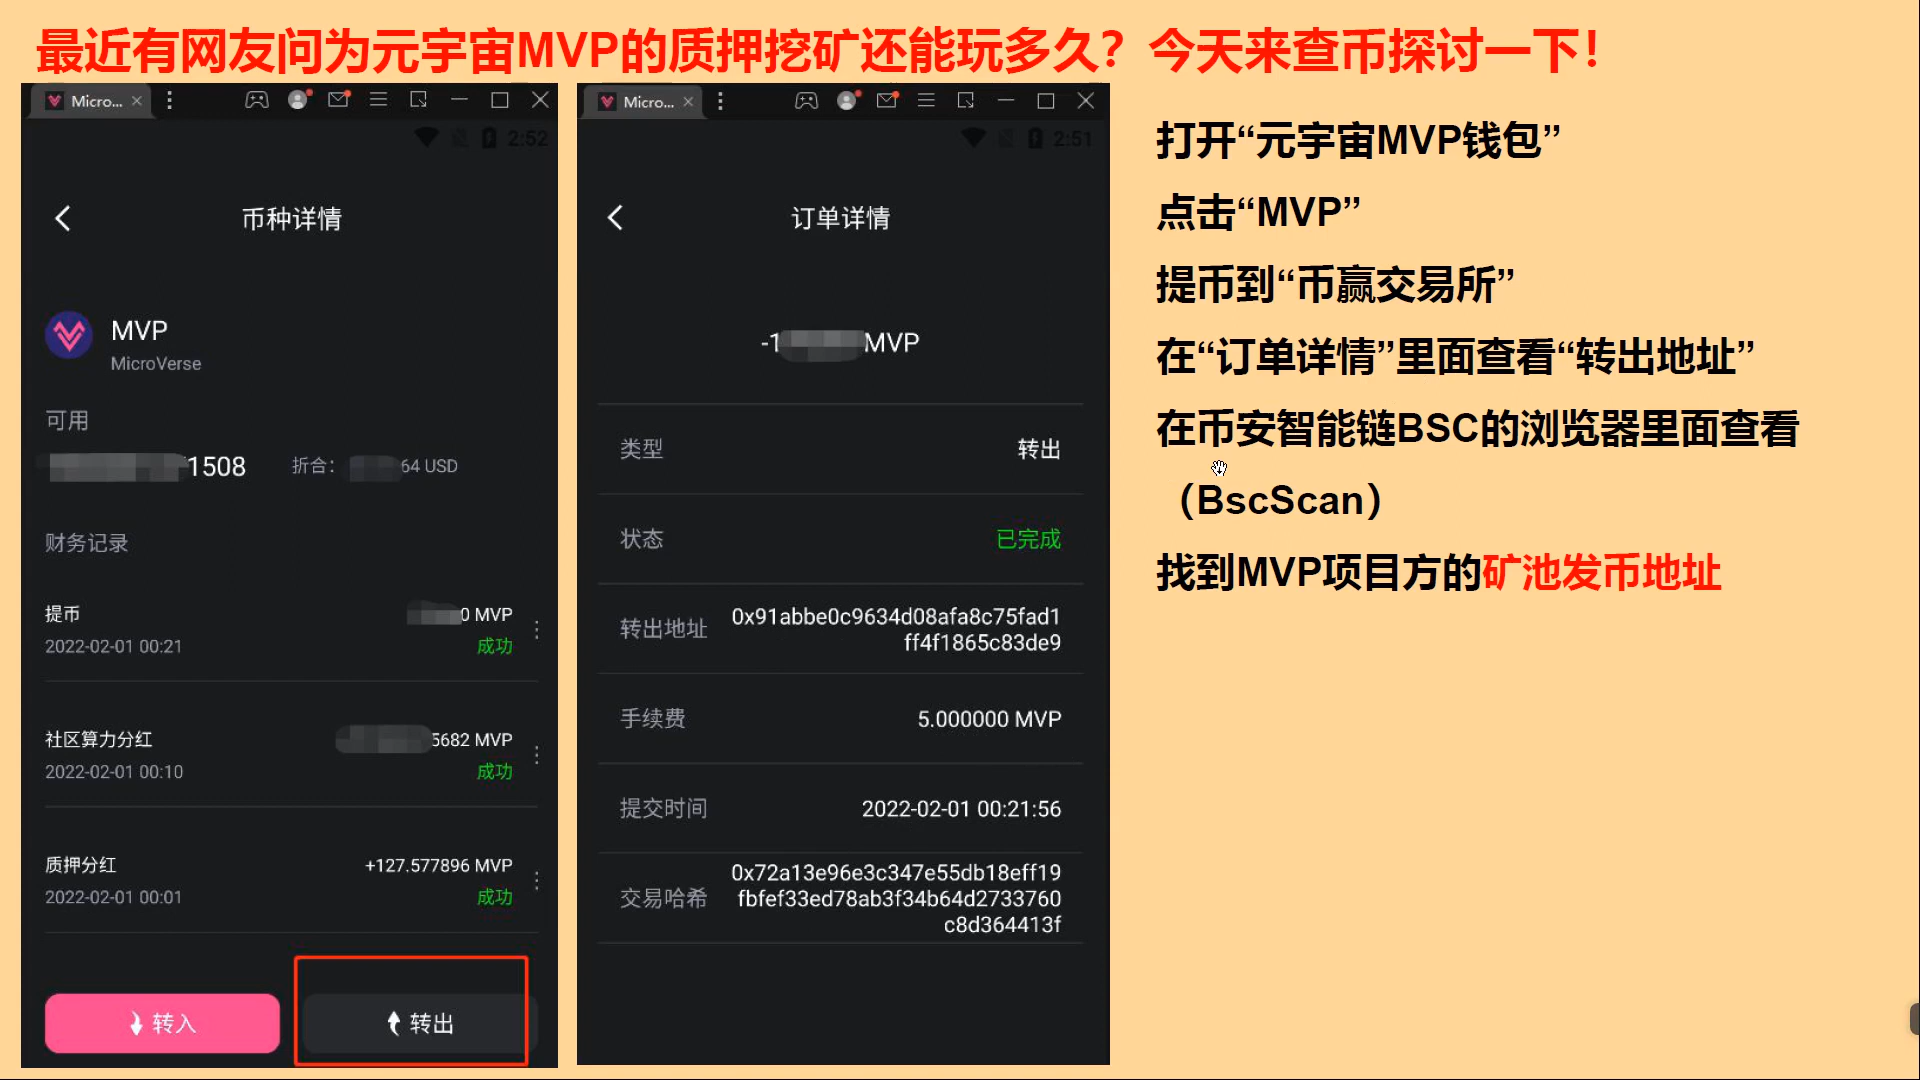 最近有网友问为元宇宙MVP的质押挖矿还能玩多久？今天来查币探讨一下！
Micro...
2:52
币种详情
MVP
MicroVerse
可用
1508
折合：
64 USD
财务记录
提币
0 MVP
2022-02-01 00:21
成功
社区算力分红
5682 MVP
2022-02-01 00:10
成功
质押分红
+127.577896 MVP
2022-02-01 00:01
成功
转入
转出
Micro...
2:51
订单详情
-1
MVP
类型
转出
状态
已完成
转出地址
0x91abbe0c9634d08afa8c75fad1
ff4f1865c83de9
手续费
5.000000 MVP
提交时间
2022-02-01 00:21:56
交易哈希
0x72a13e96e3c347e55db18eff19
fbfef33ed78ab3f34b64d2733760
c8d364413f
打开“元宇宙MVP钱包”
点击“MVP”
提币到“币赢交易所”
在“订单详情”里面查看“转出地址”
在币安智能链BSC的浏览器里面查看
（BscScan）
找到MVP项目方的矿池发币地址